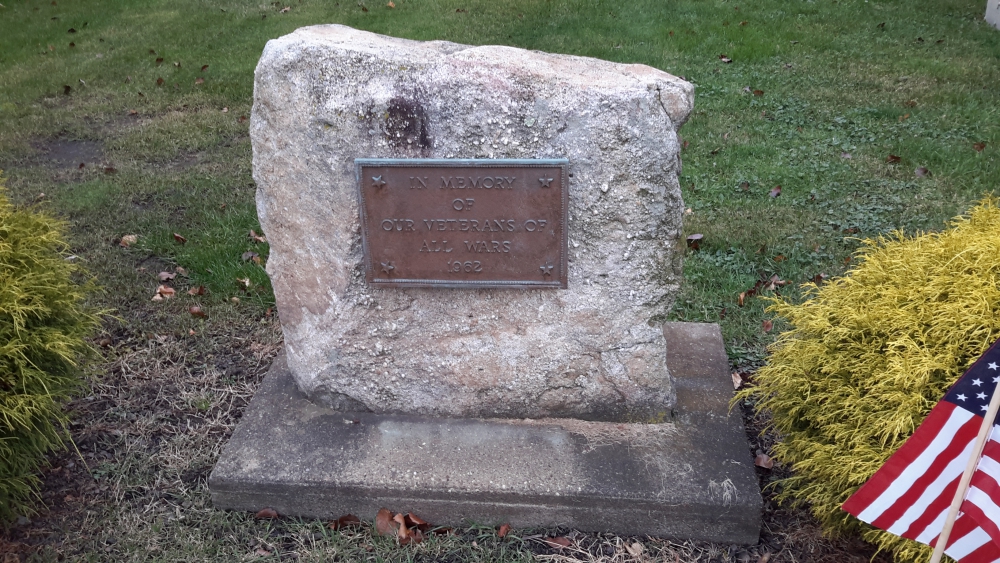 IN MEMORY
OF
OUR VETERANS OF
ALL WARS
1962